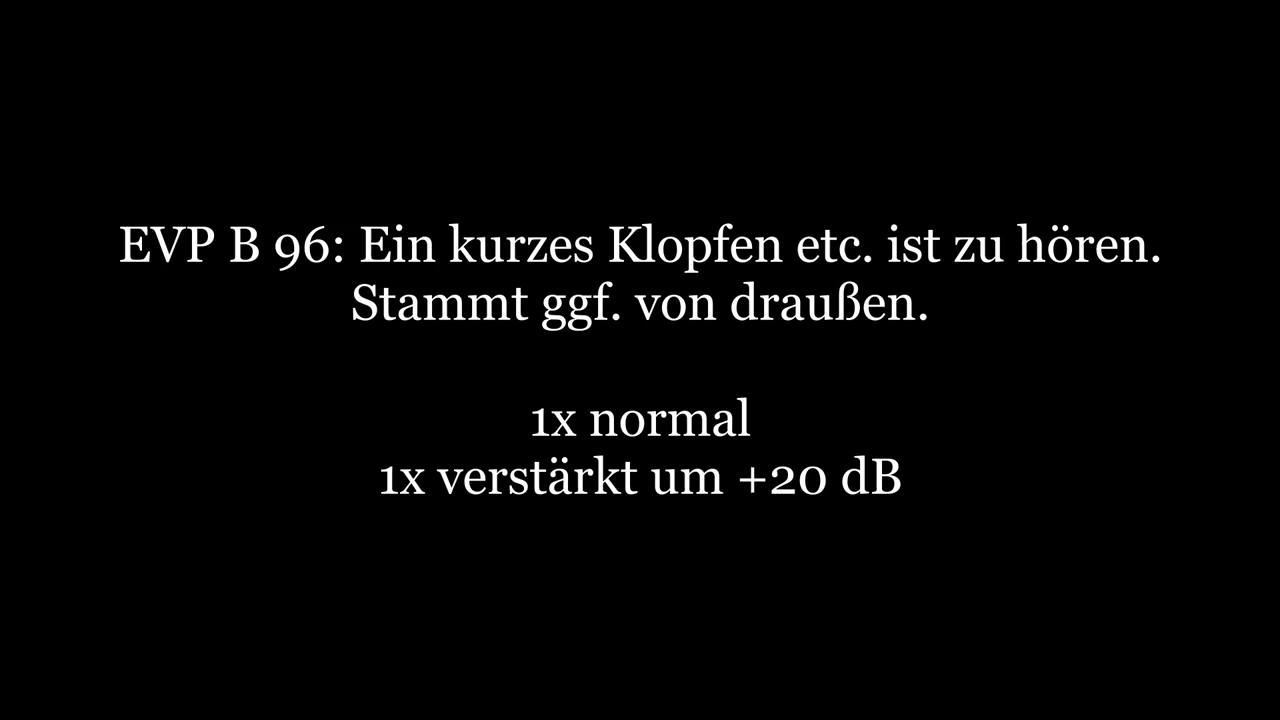 EVP B 96: Ein kurzes Klopfen etc. ist zu hören.
Stammt ggf. von draußen.
1x normal
1x verstärkt um +20 dB